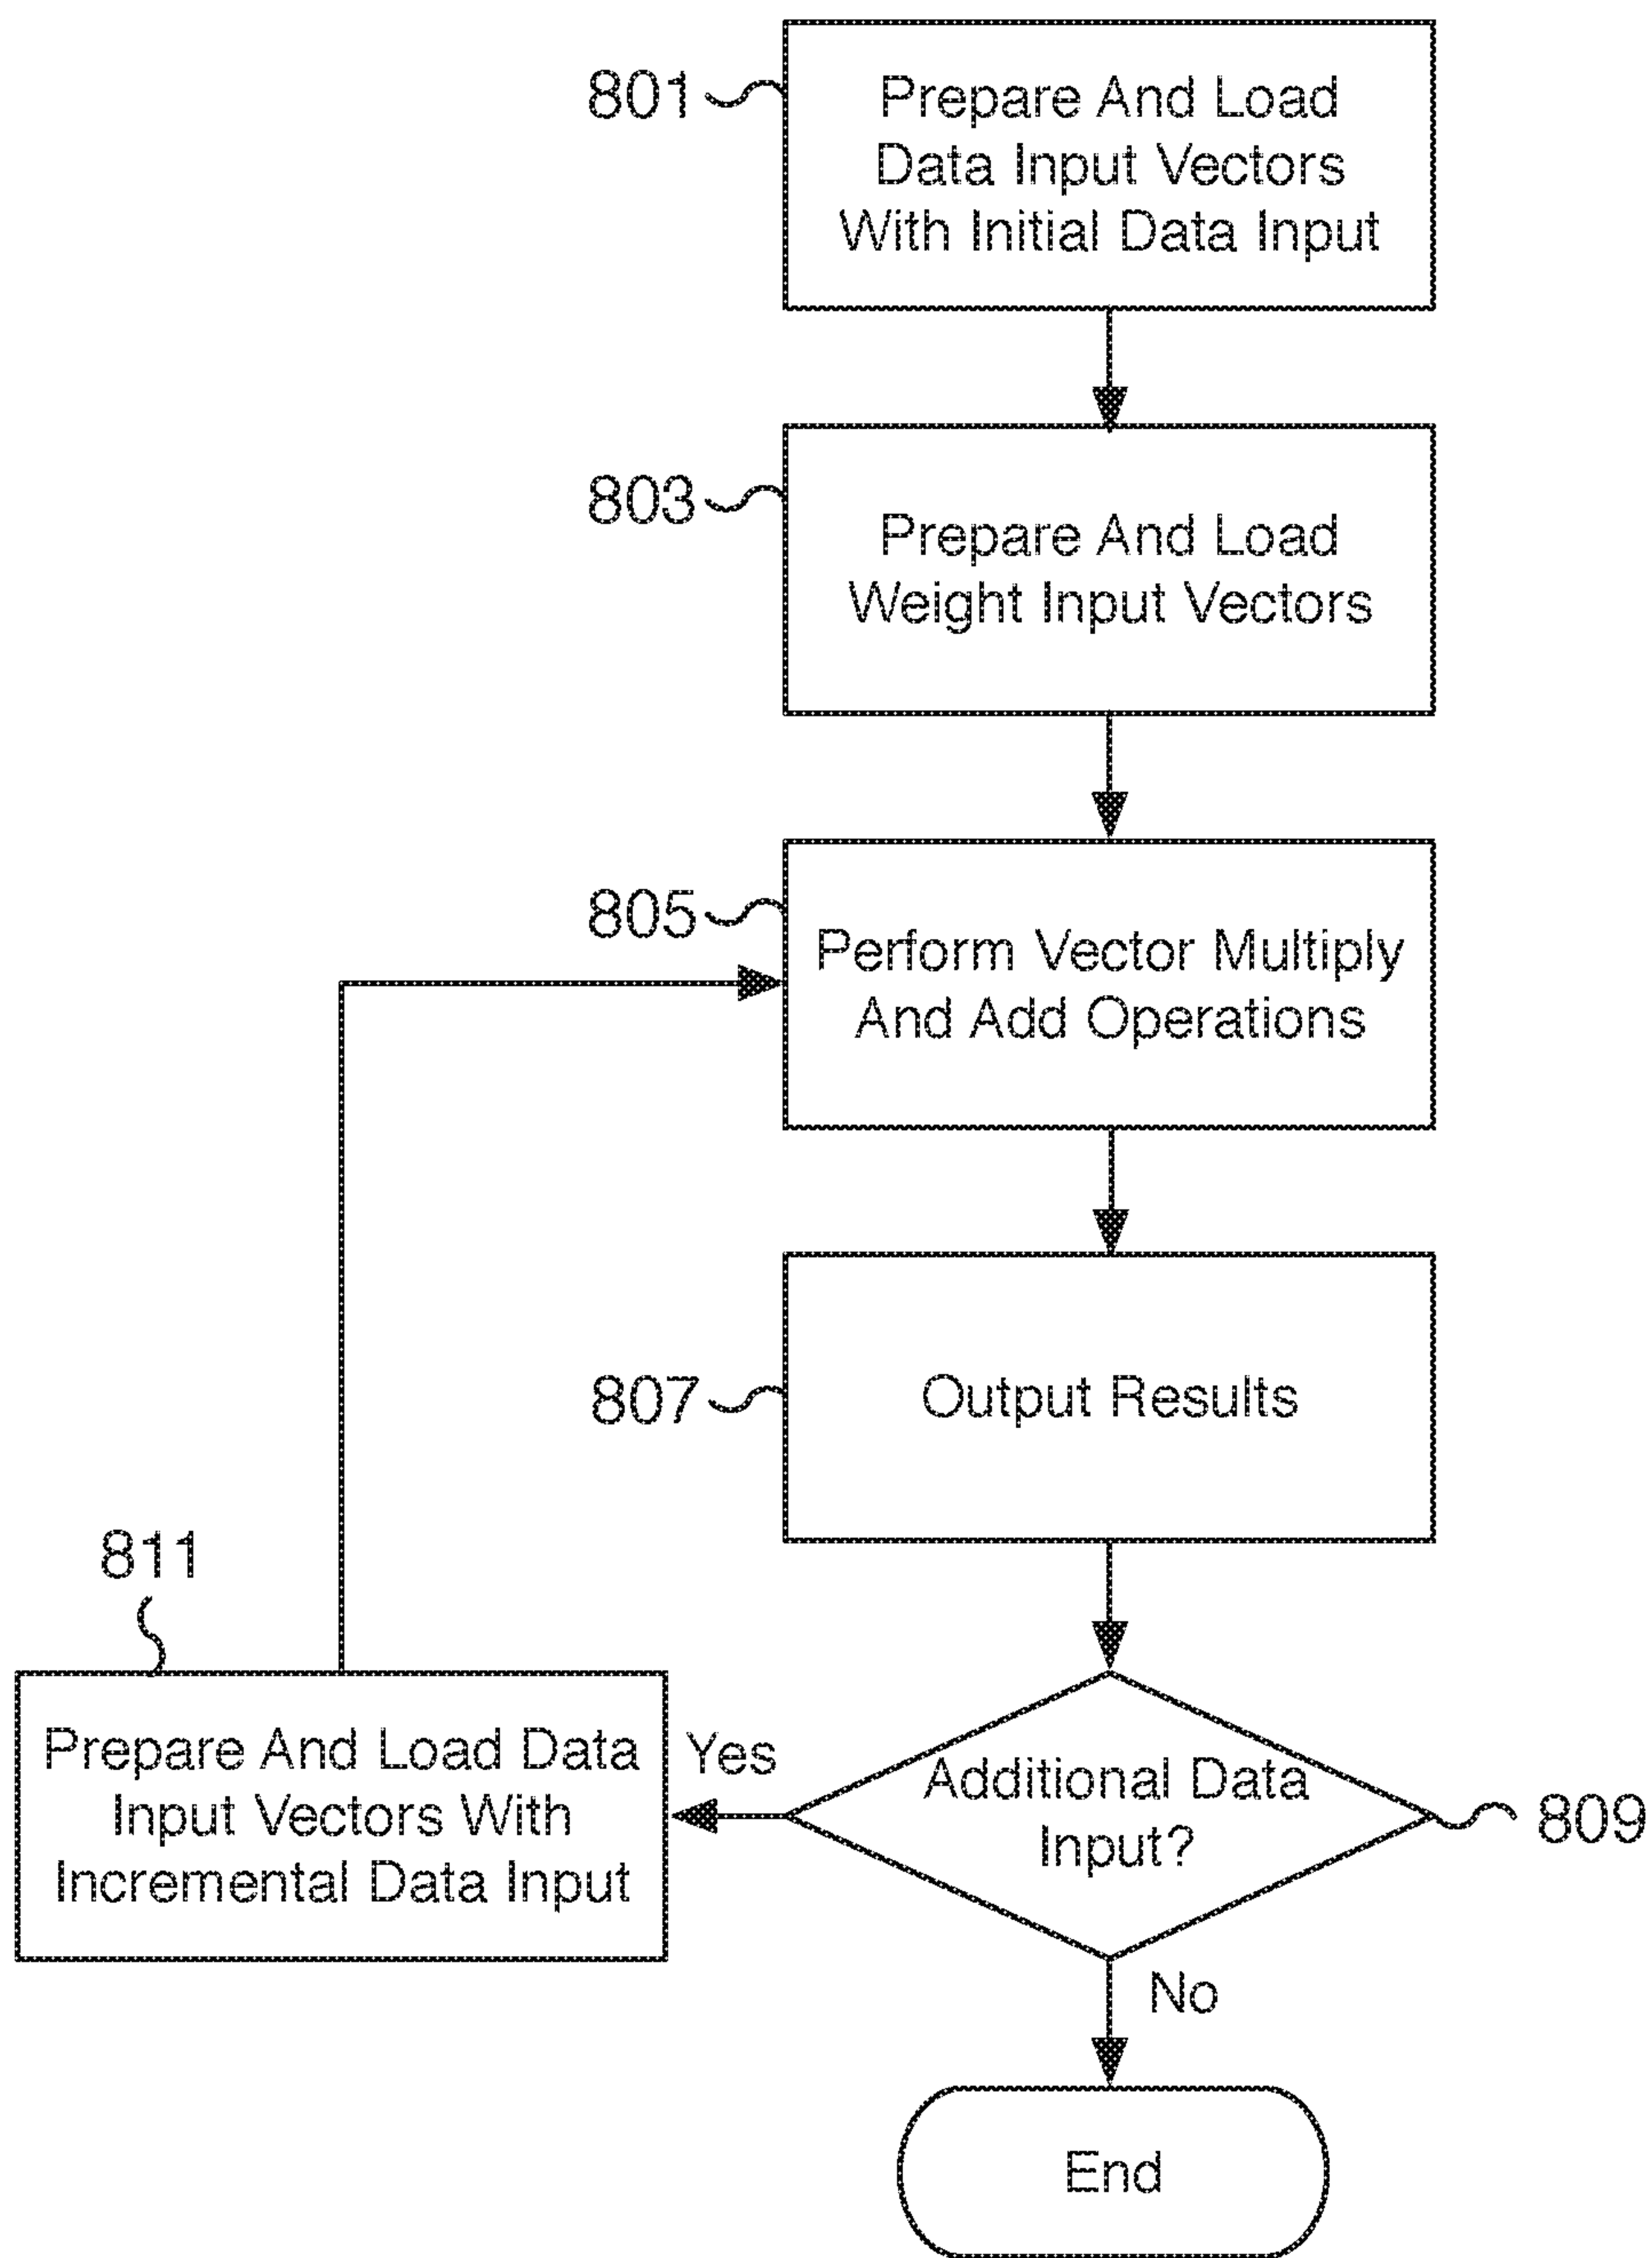 801
Prepare And Load
Data Input Vectors
With Initial Data Input
803
Prepare And Load
Weight Input Vectors
805
Perform Vector Multiply
And Add Operations
807
Output Results
811
Prepare And Load Data
Input Vectors With
Incremental Data Input
Yes
Additional Data
Input?
809
No
End